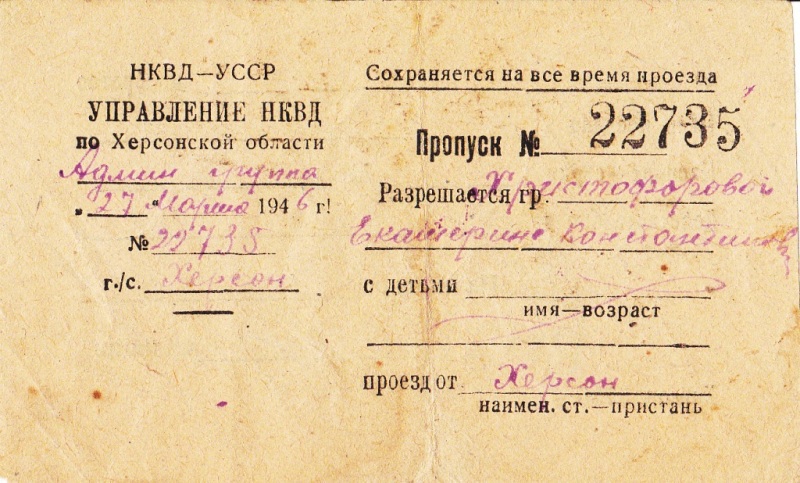 НКВД—УССР
УПРАВЛЕНИЕ НКВД
по Херсонской области
Админ группа
„27" Марта 1946 г!
№ 22735
г./с. Херсон
Сохраняется на все время проезда
Пропуск № 22735
Разрешается гр. Христофоровой
Екатерине Константиновне
с детьми
имя—возраст
проезд от Херсон
наимен. ст.—пристань